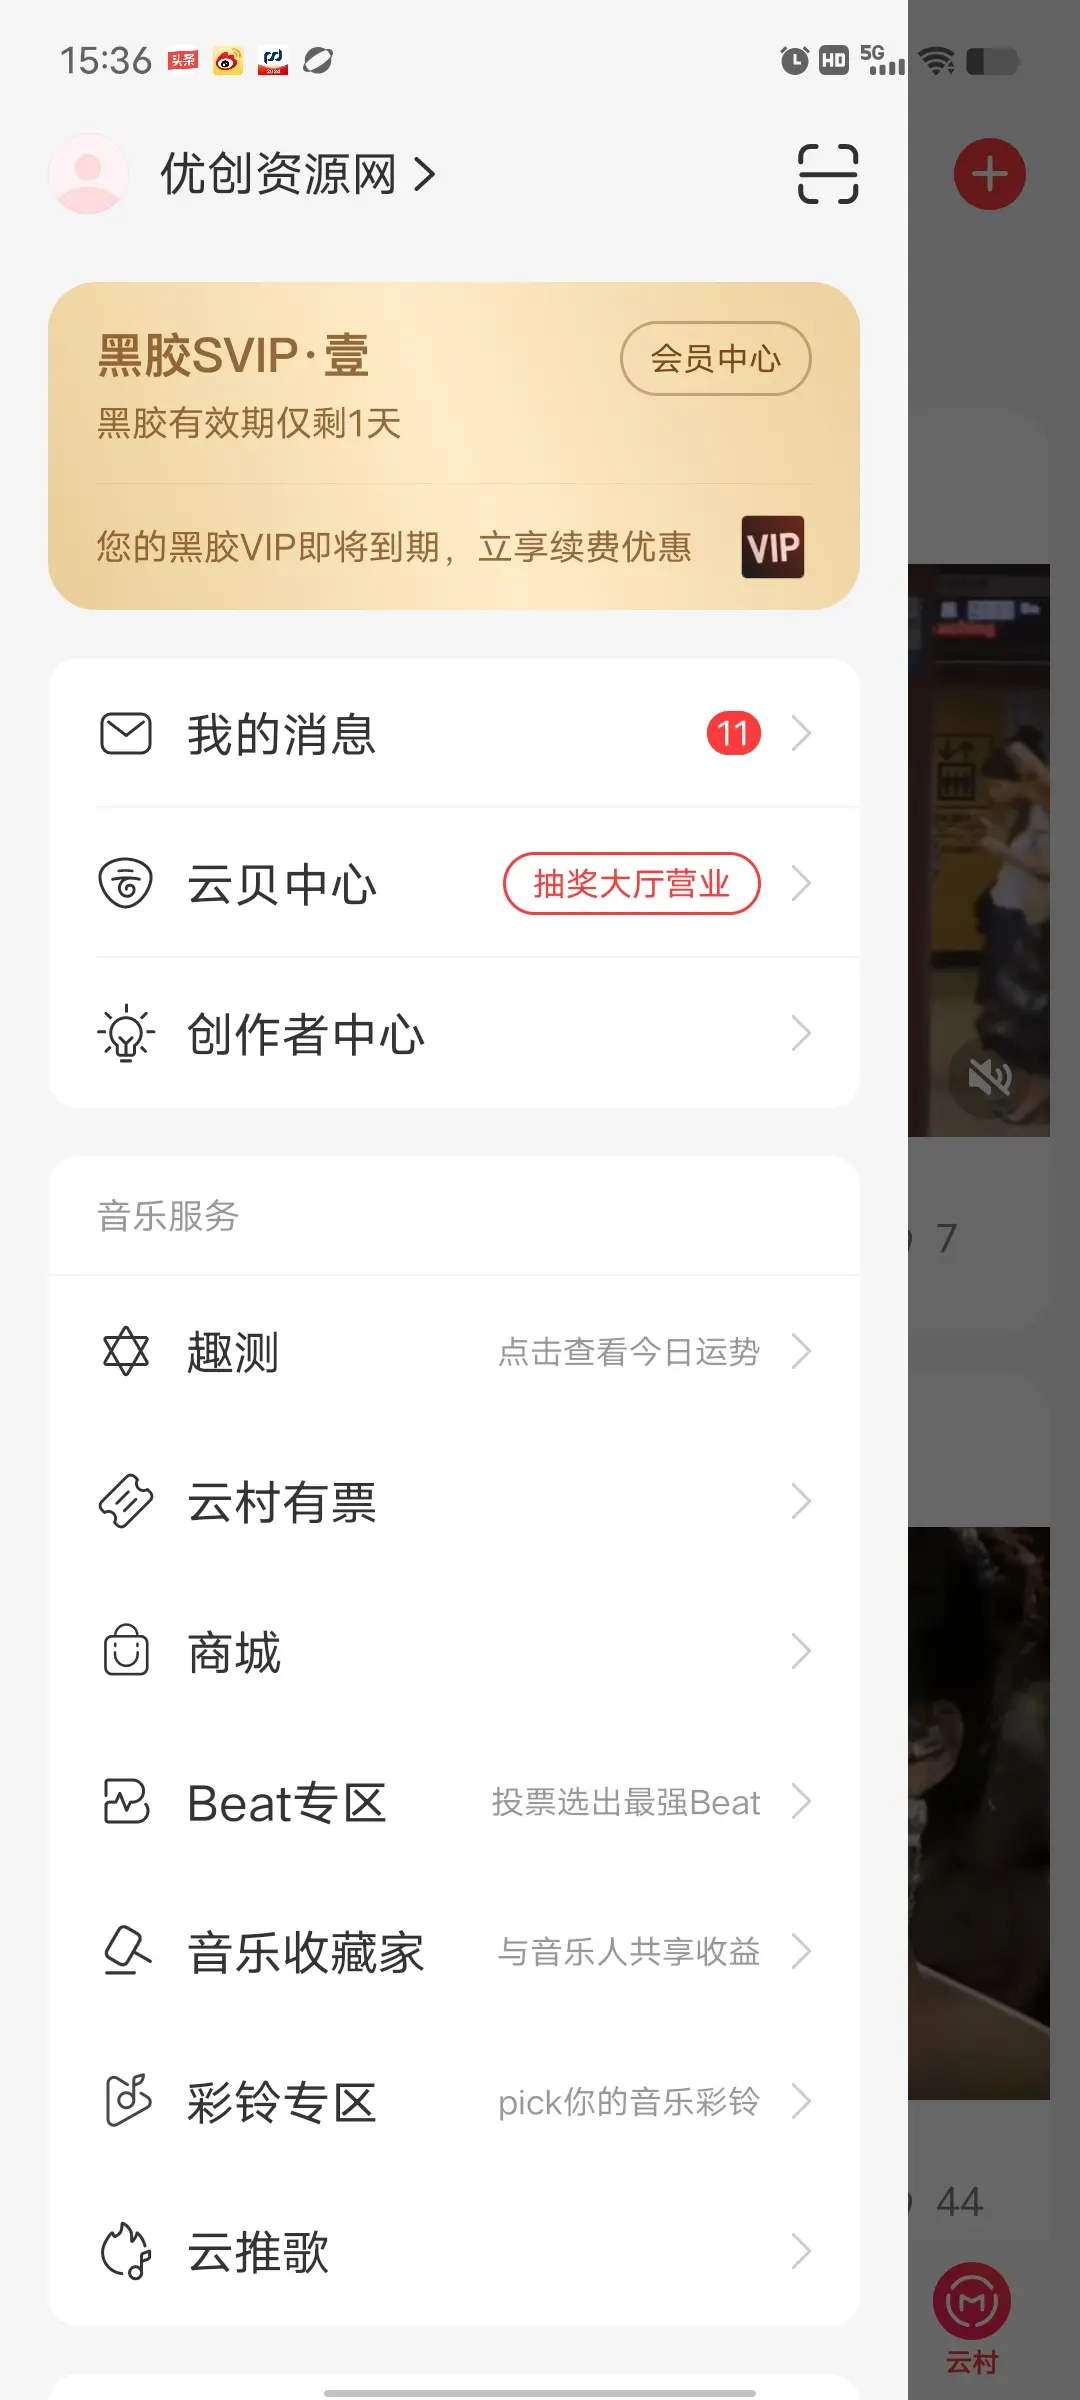 15:36 头条 HD 5G
优创资源网
黑胶SVIP·壹
会员中心
黑胶有效期仅剩1天
您的黑胶VIP即将到期，立享续费优惠 VIP
我的消息 11
云贝中心 抽奖大厅营业
创作者中心
音乐服务
7
趣测 点击查看今日运势
云村有票
商城
Beat专区 投票选出最强Beat
音乐收藏家 与音乐人共享收益
彩铃专区 pick你的音乐彩铃
44
云推歌
云村